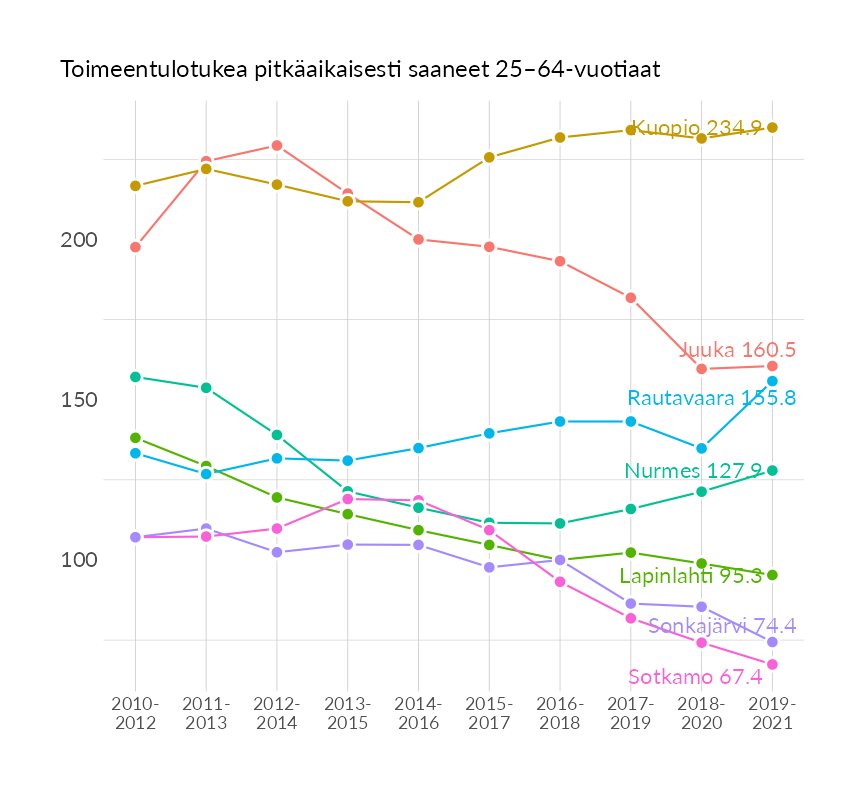 Toimeentulotukea pitkäaikaisesti saaneet 25–64-vuotiaat
Kuopio 234.9
200
Juuka 160.5
150
Rautavaara 155.8
Nurmes 127.9
100
Lapinlahti 95.3
Sonkajärvi 74.4
Sotkamo 67.4
2010- 2011- 2012- 2013- 2014- 2015- 2016- 2017- 2018- 2019-
2012 2013 2014 2015 2016 2017 2018 2019 2020 2021